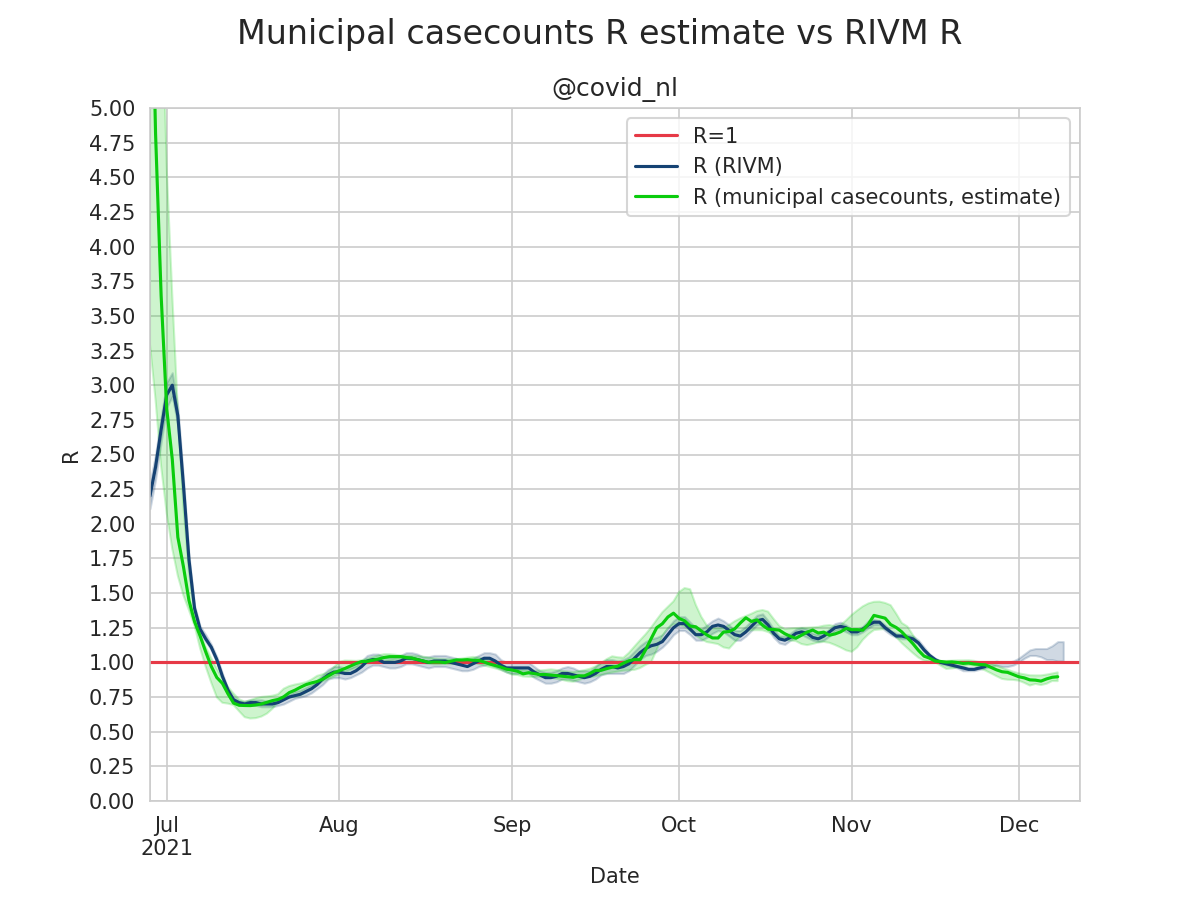 Municipal casecounts R estimate vs RIVM R
@covid_nl
5.00
4.75
4.50
4.25
4.00
3.75
3.50
3.25
3.00
2.75
2.50
2.25
2.00
1.75
1.50
1.25
1.00
0.75
0.50
0.25
0.00
R
R=1
R (RIVM)
R (municipal casecounts, estimate)
Jul Aug Sep Oct Nov Dec
2021
Date